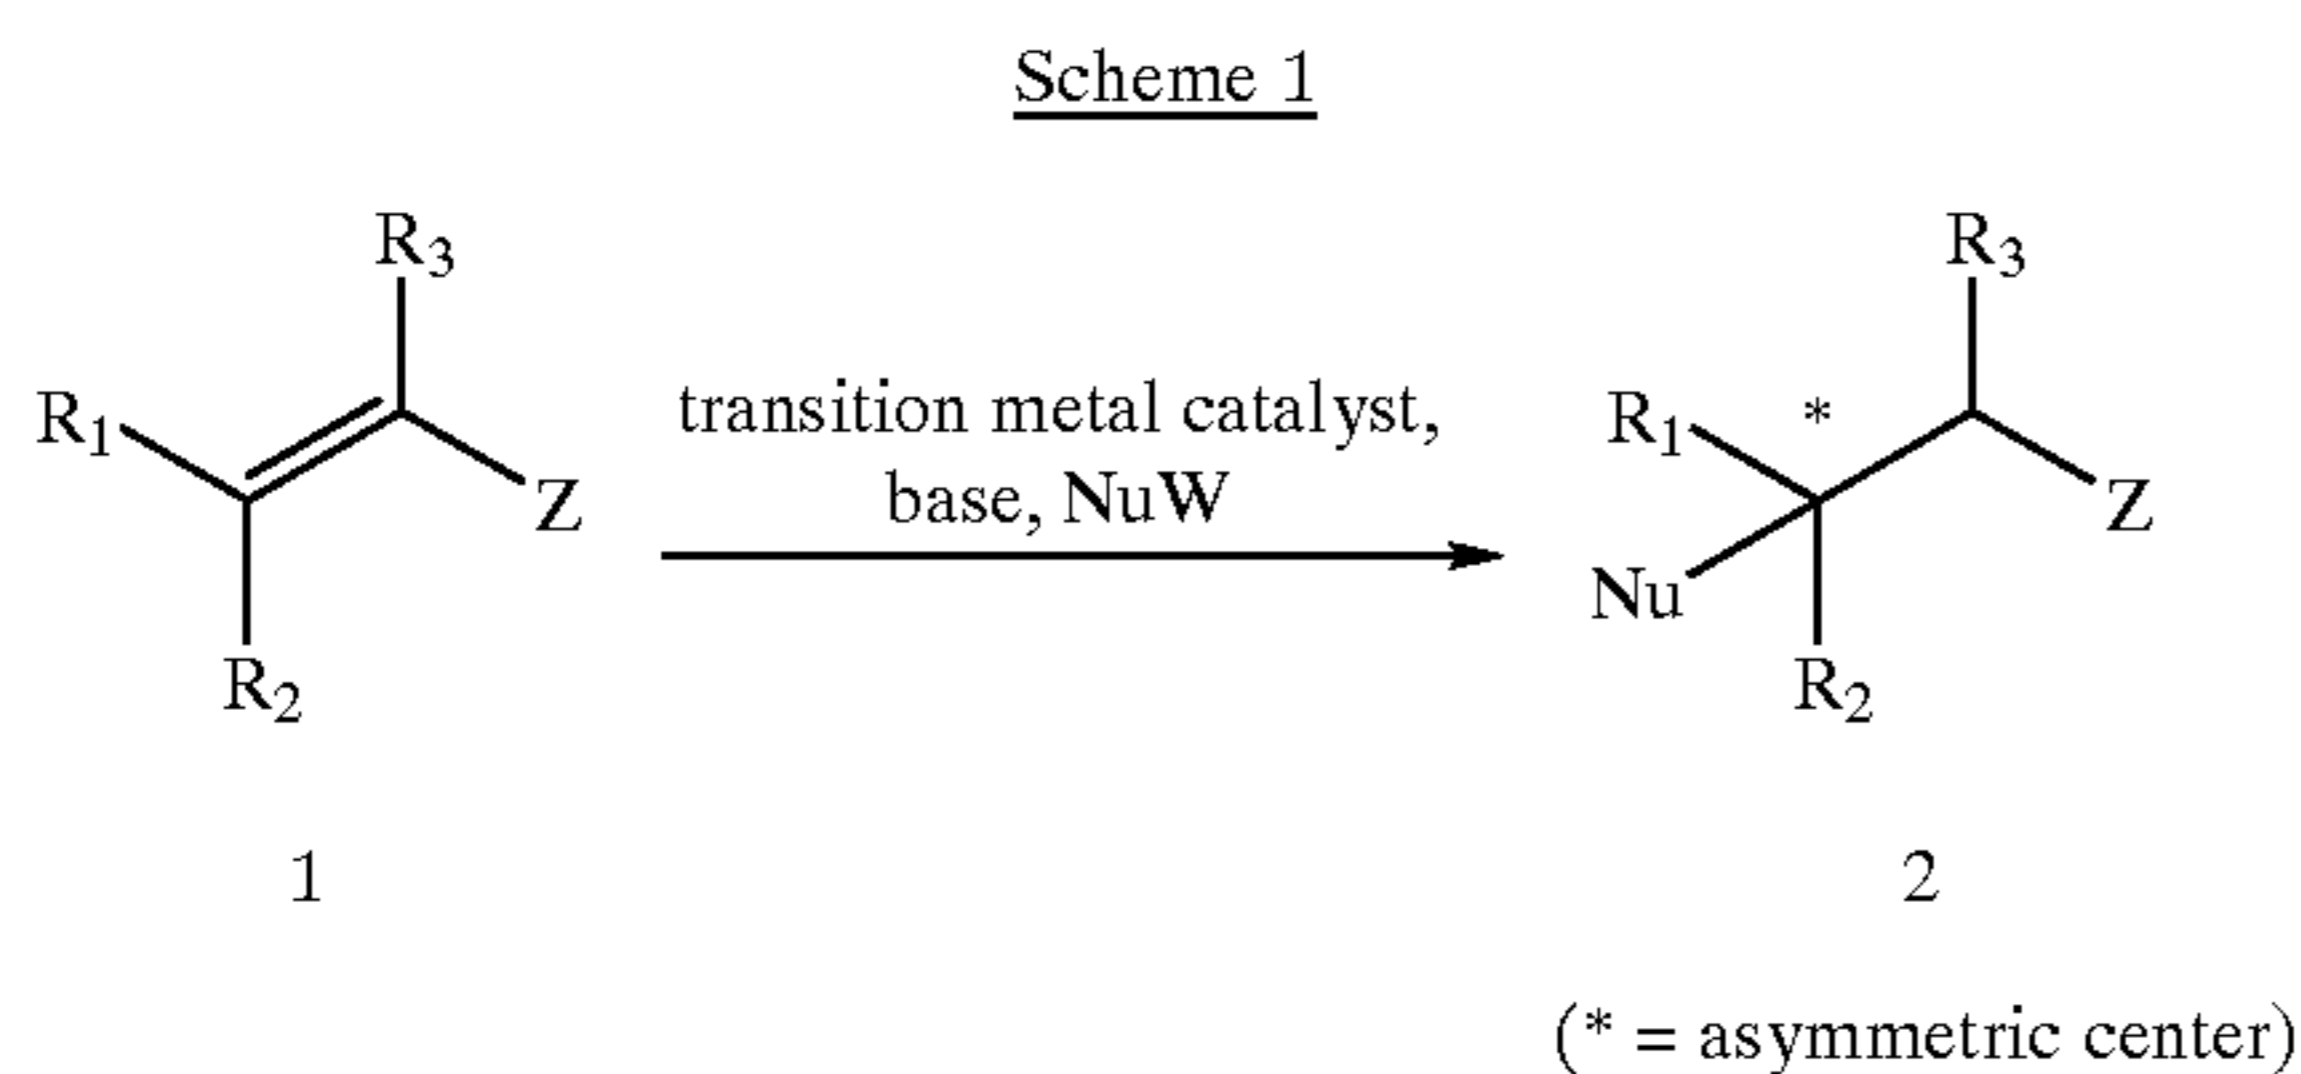 Scheme 1
R3
R1
Z
R2
transition metal catalyst,
base, NuW
R3
R1
*
Z
Nu
R2
1
2
(* = asymmetric center)